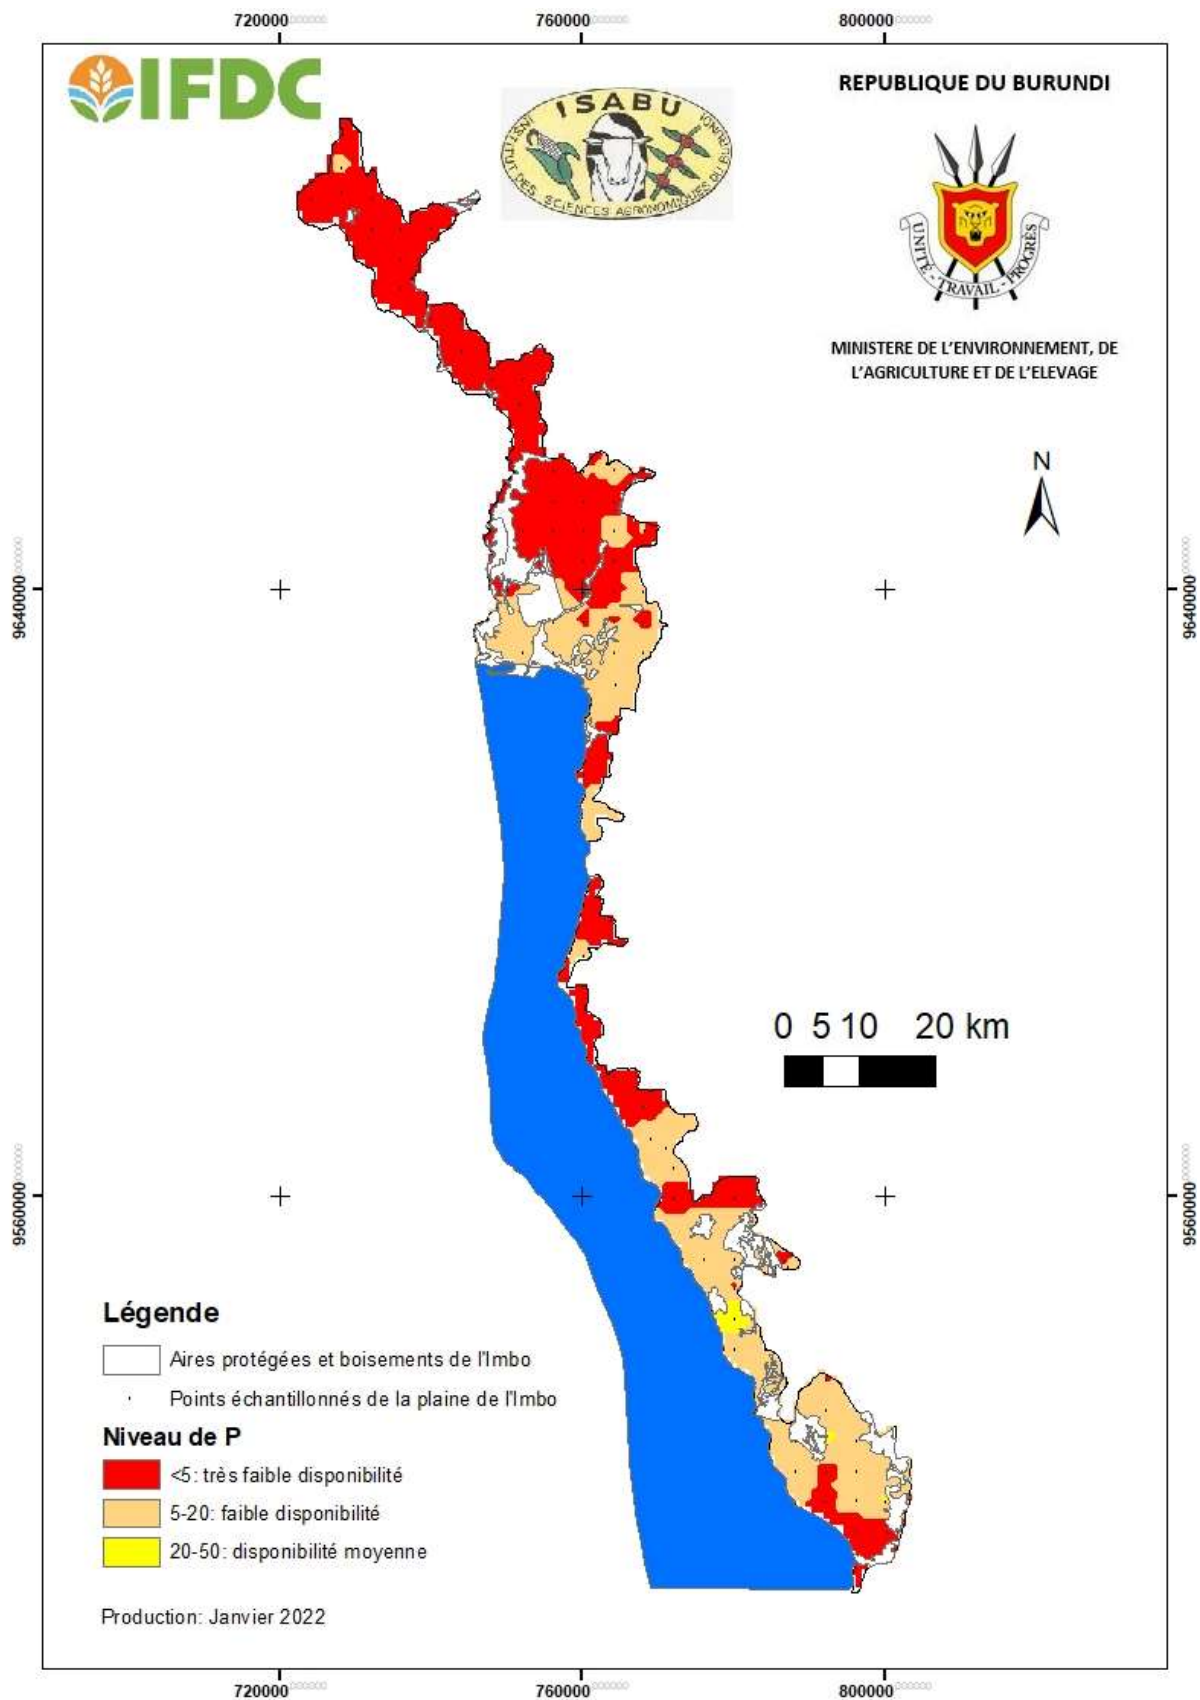 720000 760000 800000
IFDC
ISABU
INSTITUT DES SCIENCES AGRONOMIQUES DU BURUNDI
REPUBLIQUE DU BURUNDI
UNITÉ - TRAVAIL - PROGRÈS
MINISTERE DE L'ENVIRONNEMENT, DE
L'AGRICULTURE ET DE L'ELEVAGE
N
9640000 9640000
0 5 10 20 km
9560000 9560000
Légende
Aires protégées et boisements de l'Imbo
Points échantillonnés de la plaine de l'Imbo
Niveau de P
<5: très faible disponibilité
5-20: faible disponibilité
20-50: disponibilité moyenne
Production: Janvier 2022
720000 760000 800000